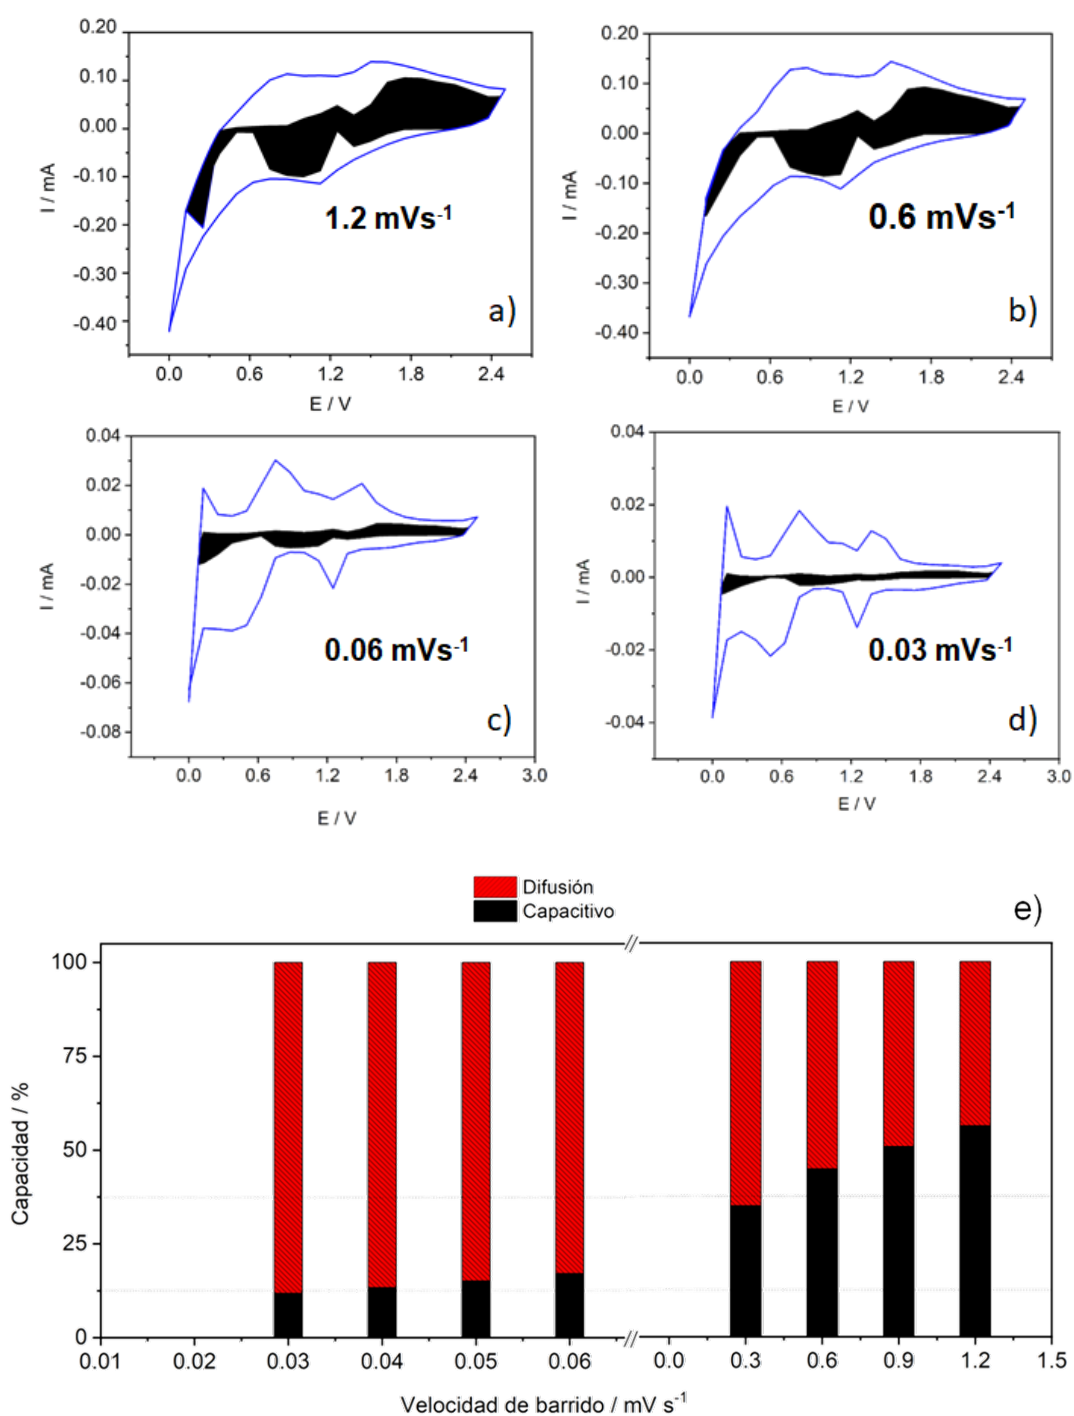 0.20
0.10
0.00
-0.10
-0.20
-0.30
-0.40
I / mA
1.2 mVs-1
a)
0.0 0.6 1.2 1.8 2.4
E / V
0.20
0.10
0.00
-0.10
-0.20
-0.30
-0.40
I / mA
0.6 mVs-1
b)
0.0 0.6 1.2 1.8 2.4
E / V
0.04
0.02
0.00
-0.02
-0.04
-0.06
-0.08
I / mA
0.06 mVs-1
c)
0.0 0.6 1.2 1.8 2.4 3.0
E / V
0.04
0.02
0.00
-0.02
-0.04
I / mA
0.03 mVs-1
d)
0.0 0.6 1.2 1.8 2.4 3.0
E / V
Difusión
Capacitivo
e)
100
75
50
25
0
Capacidad / %
0.01 0.02 0.03 0.04 0.05 0.06 0.0 0.3 0.6 0.9 1.2 1.5
Velocidad de barrido / mV s-1